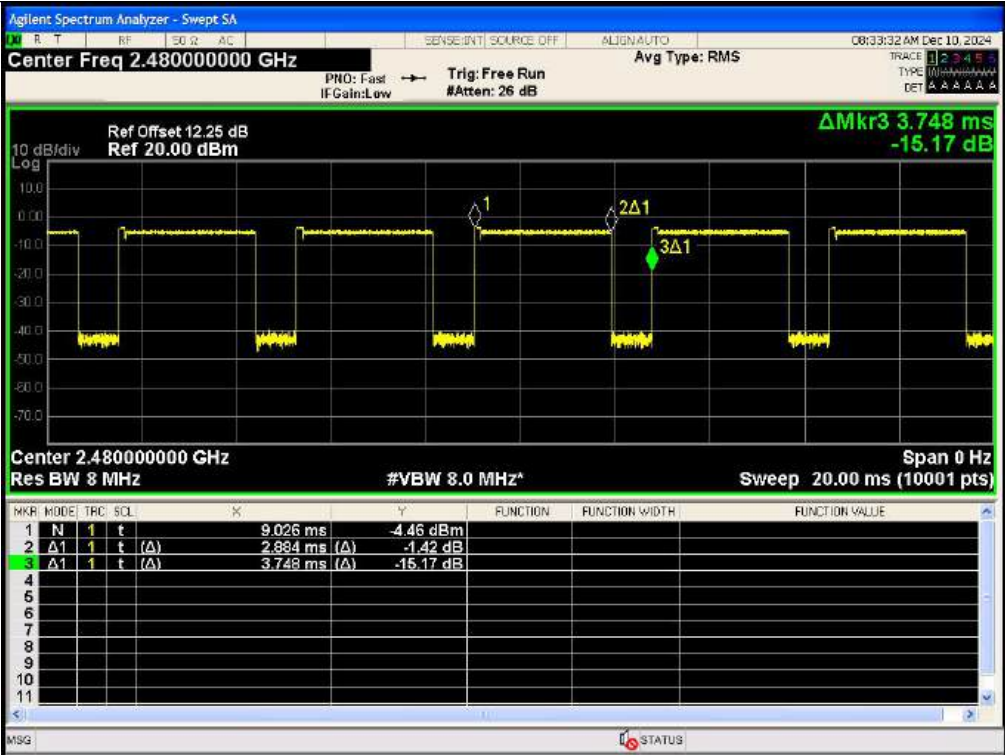 Agilent Spectrum Analyzer - Swept SA
R T RF 50 Ω AC SENSE:INT SOURCE OFF ALIGN AUTO 08:33:32 AM Dec 10, 2024
Center Freq 2.480000000 GHz Avg Type: RMS TRACE 1 2 3 4 5 6
PNO: Fast Trig: Free Run TYPE
IFGain:Low #Atten: 26 dB DET A A A A A A
ΔMkr3 3.748 ms
Ref Offset 12.25 dB
10 dB/div Ref 20.00 dBm -15.17 dB
Log
10.0
0.00
-10.0
-20.0
-30.0
-40.0
-50.0
-60.0
-70.0
1
2Δ1
3Δ1
Center 2.480000000 GHz Span 0 Hz
Res BW 8 MHz #VBW 8.0 MHz* Sweep 20.00 ms (10001 pts)
MKR MODE TRC SCL X Y FUNCTION FUNCTION WIDTH FUNCTION VALUE
1 N 1 t 9.026 ms -4.46 dBm
2 Δ1 1 t (Δ) 2.884 ms (Δ) -1.42 dB
3 Δ1 1 t (Δ) 3.748 ms (Δ) -15.17 dB
4
5
6
7
8
9
10
11
MSG STATUS